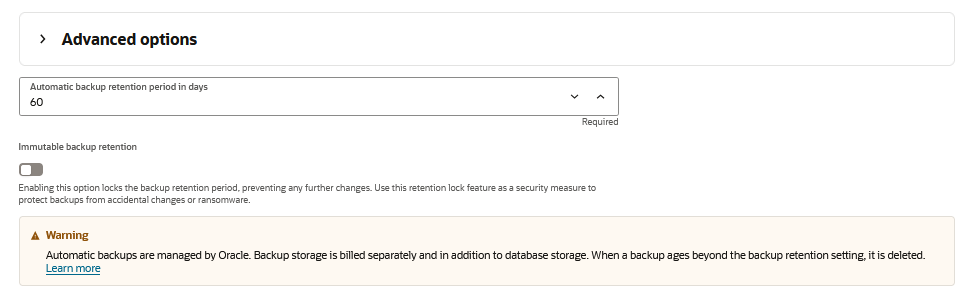 Advanced options
Automatic backup retention period in days
60
Required
Immutable backup retention
Enabling this option locks the backup retention period, preventing any further changes. Use this retention lock feature as a security measure to
protect backups from accidental changes or ransomware.
Warning
Automatic backups are managed by Oracle. Backup storage is billed separately and in addition to database storage. When a backup ages beyond the backup retention setting, it is deleted.
Learn more